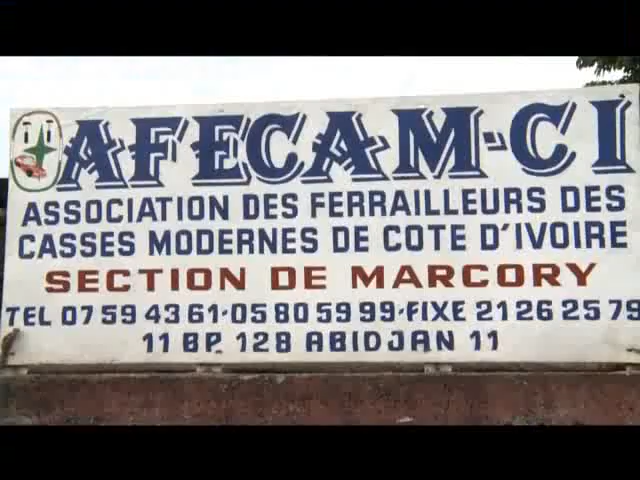 AFECAM-CI
ASSOCIATION DES FERRAILLEURS DES
CASSES MODERNES DE COTE D'IVOIRE
SECTION DE MARCORY
TEL 07 59 43 61-05 80 59 99-FIXE 21 26 25 79
11 BP 128 ABIDJAN 11